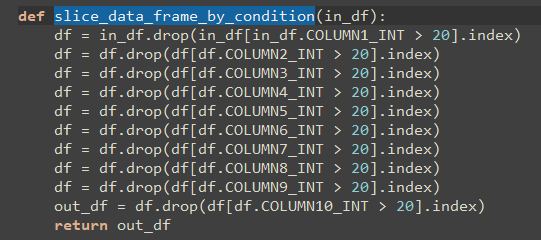 def slice_data_frame_by_condition(in_df):
    df = in_df.drop(in_df[in_df.COLUMN1_INT > 20].index)
    df = df.drop(df[df.COLUMN2_INT > 20].index)
    df = df.drop(df[df.COLUMN3_INT > 20].index)
    df = df.drop(df[df.COLUMN4_INT > 20].index)
    df = df.drop(df[df.COLUMN5_INT > 20].index)
    df = df.drop(df[df.COLUMN6_INT > 20].index)
    df = df.drop(df[df.COLUMN7_INT > 20].index)
    df = df.drop(df[df.COLUMN8_INT > 20].index)
    df = df.drop(df[df.COLUMN9_INT > 20].index)
    out_df = df.drop(df[df.COLUMN10_INT > 20].index)
    return out_df